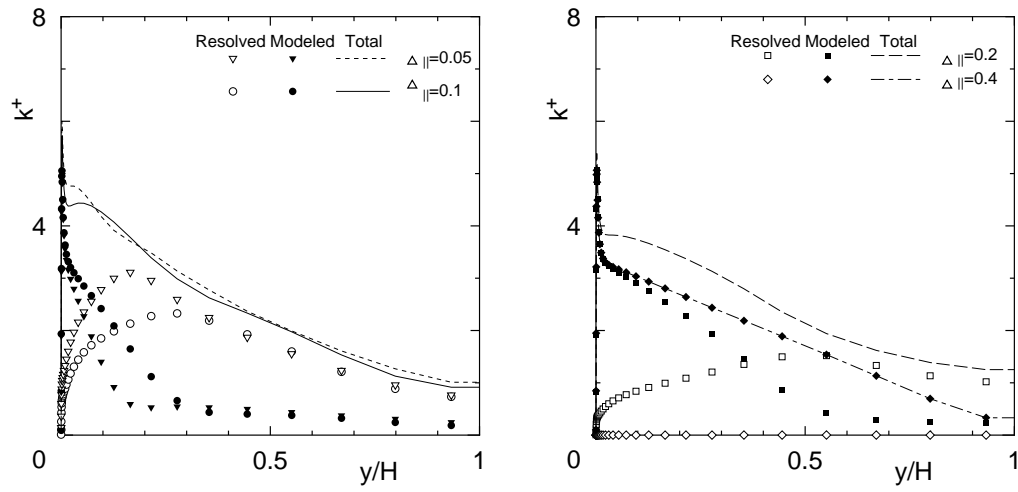 8
Resolved Modeled Total
Δ||=0.05
Δ||=0.1
k+
4
0
0.5
1
y/H
8
Resolved Modeled Total
Δ||=0.2
Δ||=0.4
k+
4
0
0.5
1
y/H